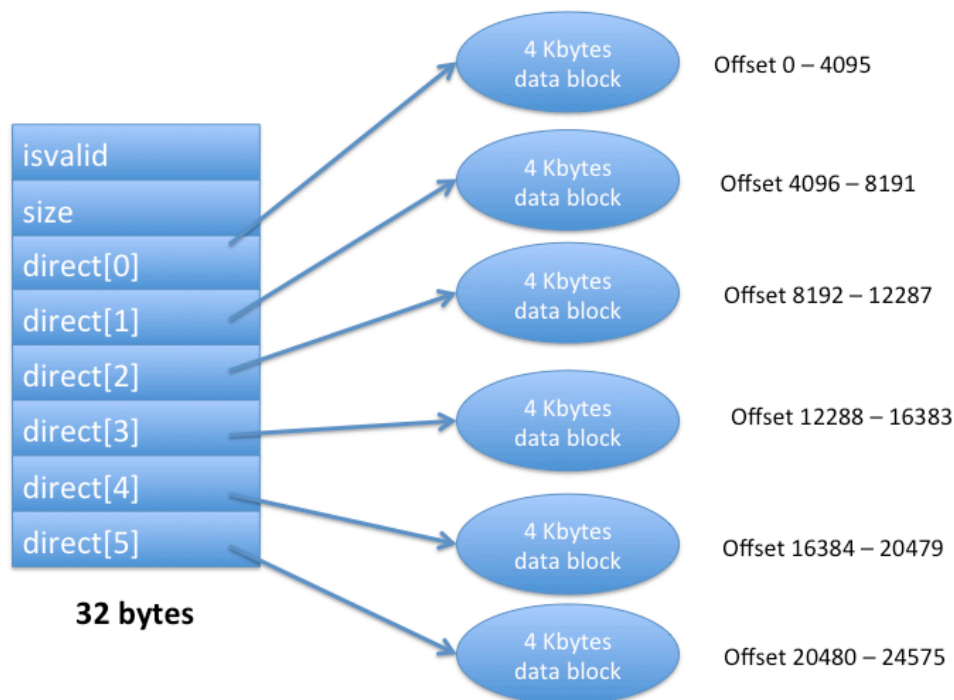 isvalid
size
direct[0]
direct[1]
direct[2]
direct[3]
direct[4]
direct[5]
32 bytes
4 Kbytes
data block
Offset 0 – 4095
4 Kbytes
data block
Offset 4096 – 8191
4 Kbytes
data block
Offset 8192 – 12287
4 Kbytes
data block
Offset 12288 – 16383
4 Kbytes
data block
Offset 16384 – 20479
4 Kbytes
data block
Offset 20480 – 24575